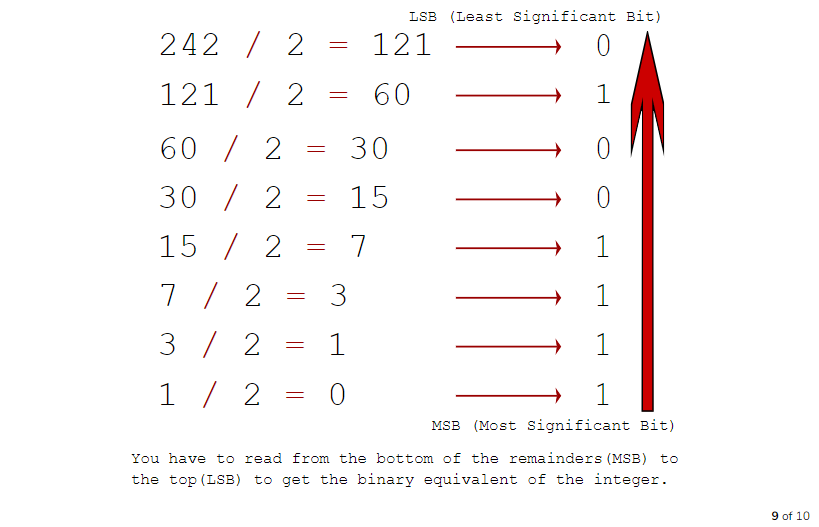 LSB (Least Significant Bit)
242 / 2 = 121 0
121 / 2 = 60 1
60 / 2 = 30 0
30 / 2 = 15 0
15 / 2 = 7 1
7 / 2 = 3 1
3 / 2 = 1 1
1 / 2 = 0 1
MSB (Most Significant Bit)
You have to read from the bottom of the remainders(MSB) to
the top(LSB) to get the binary equivalent of the integer.
9 of 10